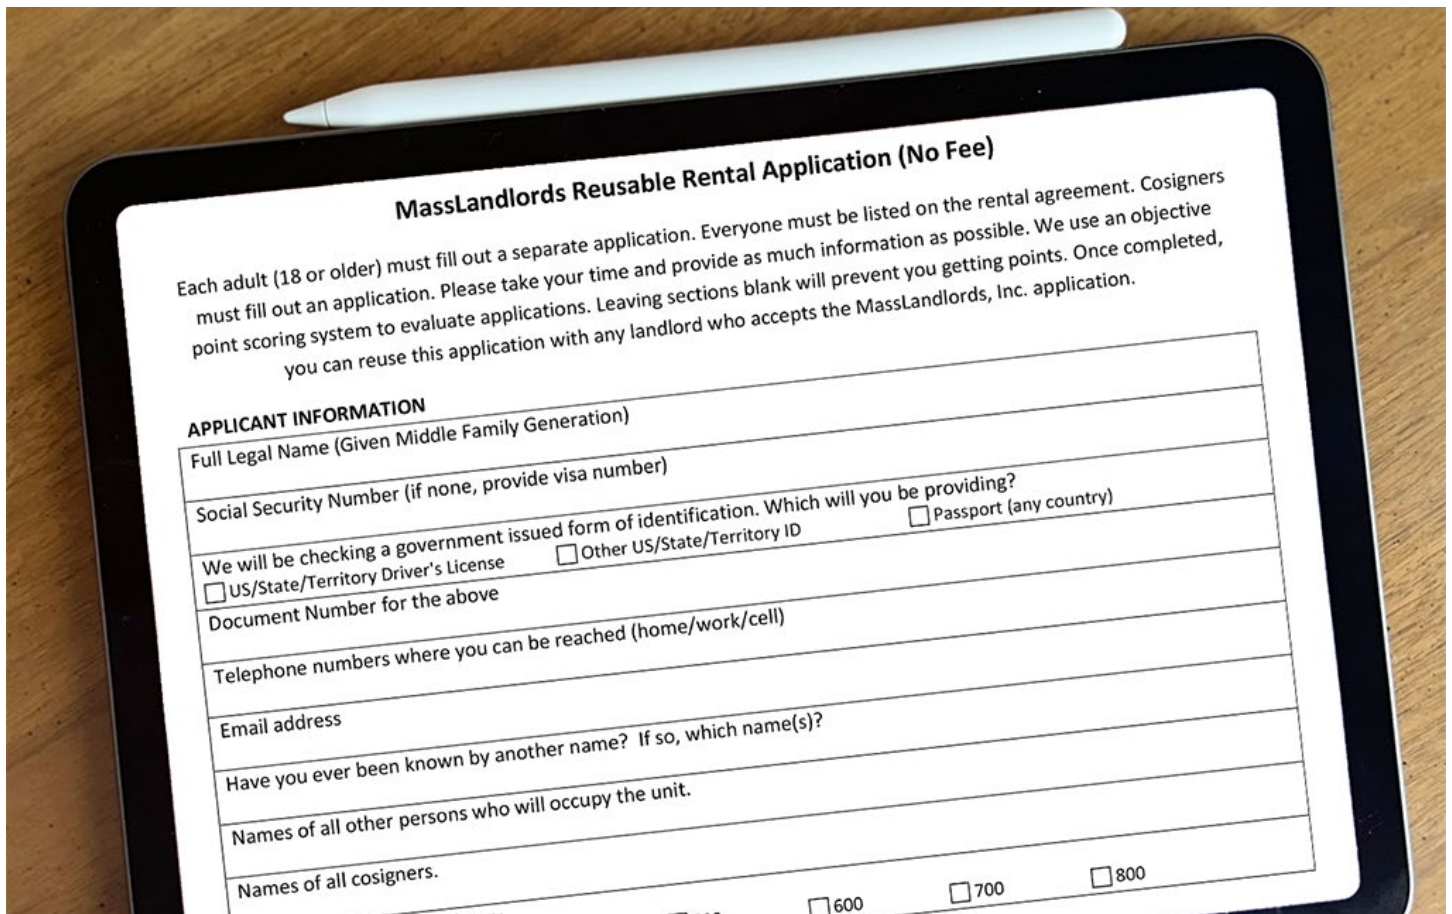 MassLandlords Reusable Rental Application (No Fee)
Each adult (18 or older) must fill out a separate application. Everyone must be listed on the rental agreement. Cosigners
must fill out an application. Please take your time and provide as much information as possible. We use an objective
point scoring system to evaluate applications. Leaving sections blank will prevent you getting points. Once completed,
you can reuse this application with any landlord who accepts the MassLandlords, Inc. application.
APPLICANT INFORMATION
Full Legal Name (Given Middle Family Generation)
Social Security Number (if none, provide visa number)
We will be checking a government issued form of identification. Which will you be providing?
US/State/Territory Driver's License Other US/State/Territory ID Passport (any country)
Document Number for the above
Telephone numbers where you can be reached (home/work/cell)
Email address
Have you ever been known by another name? If so, which name(s)?
Names of all other persons who will occupy the unit.
Names of all cosigners.
600 700 800